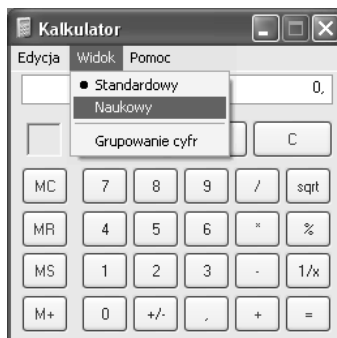 Kalkulator
Edycja Widok Pomoc
Standardowy
0,
Naukowy
Grupowanie cyfr
C
MC 7 8 9 / sqrt
MR 4 5 6 * %
MS 1 2 3 - 1/x
M+ 0 +/- , + =